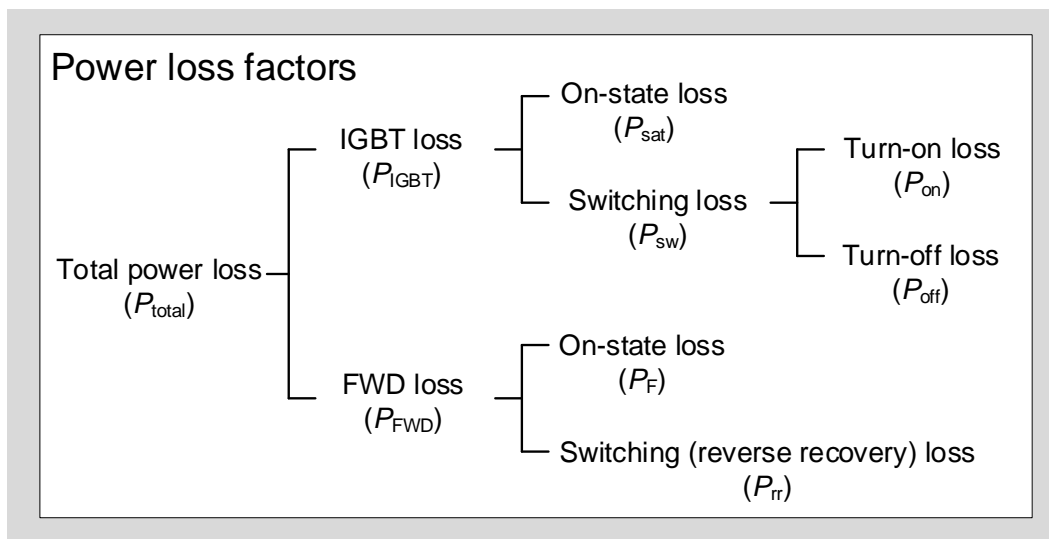 Power loss factors
On-state loss
(Psat)
IGBT loss
(PIGBT)
Turn-on loss
(Pon)
Switching loss
(Psw)
Total power loss
(Ptotal)
Turn-off loss
(Poff)
On-state loss
(PF)
FWD loss
(PFWD)
Switching (reverse recovery) loss
(Prr)